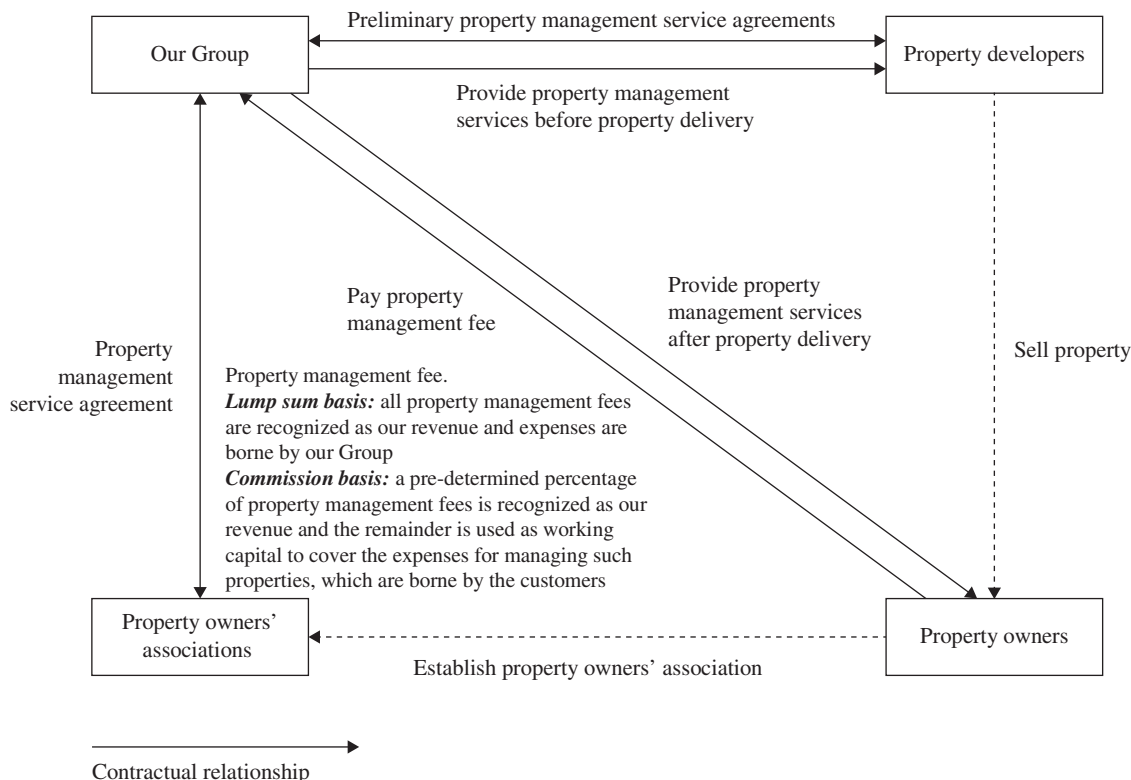 Preliminary property management service agreements
Our Group
Property developers
Provide property management
services before property delivery
Pay property
management fee
Provide property
management services
after property delivery
Sell property
Property
management
service agreement
Property management fee.
Lump sum basis: all property management fees
are recognized as our revenue and expenses are
borne by our Group
Commission basis: a pre-determined percentage
of property management fees is recognized as our
revenue and the remainder is used as working
capital to cover the expenses for managing such
properties, which are borne by the customers
Property owners’
associations
Property owners
Establish property owners’ association
Contractual relationship